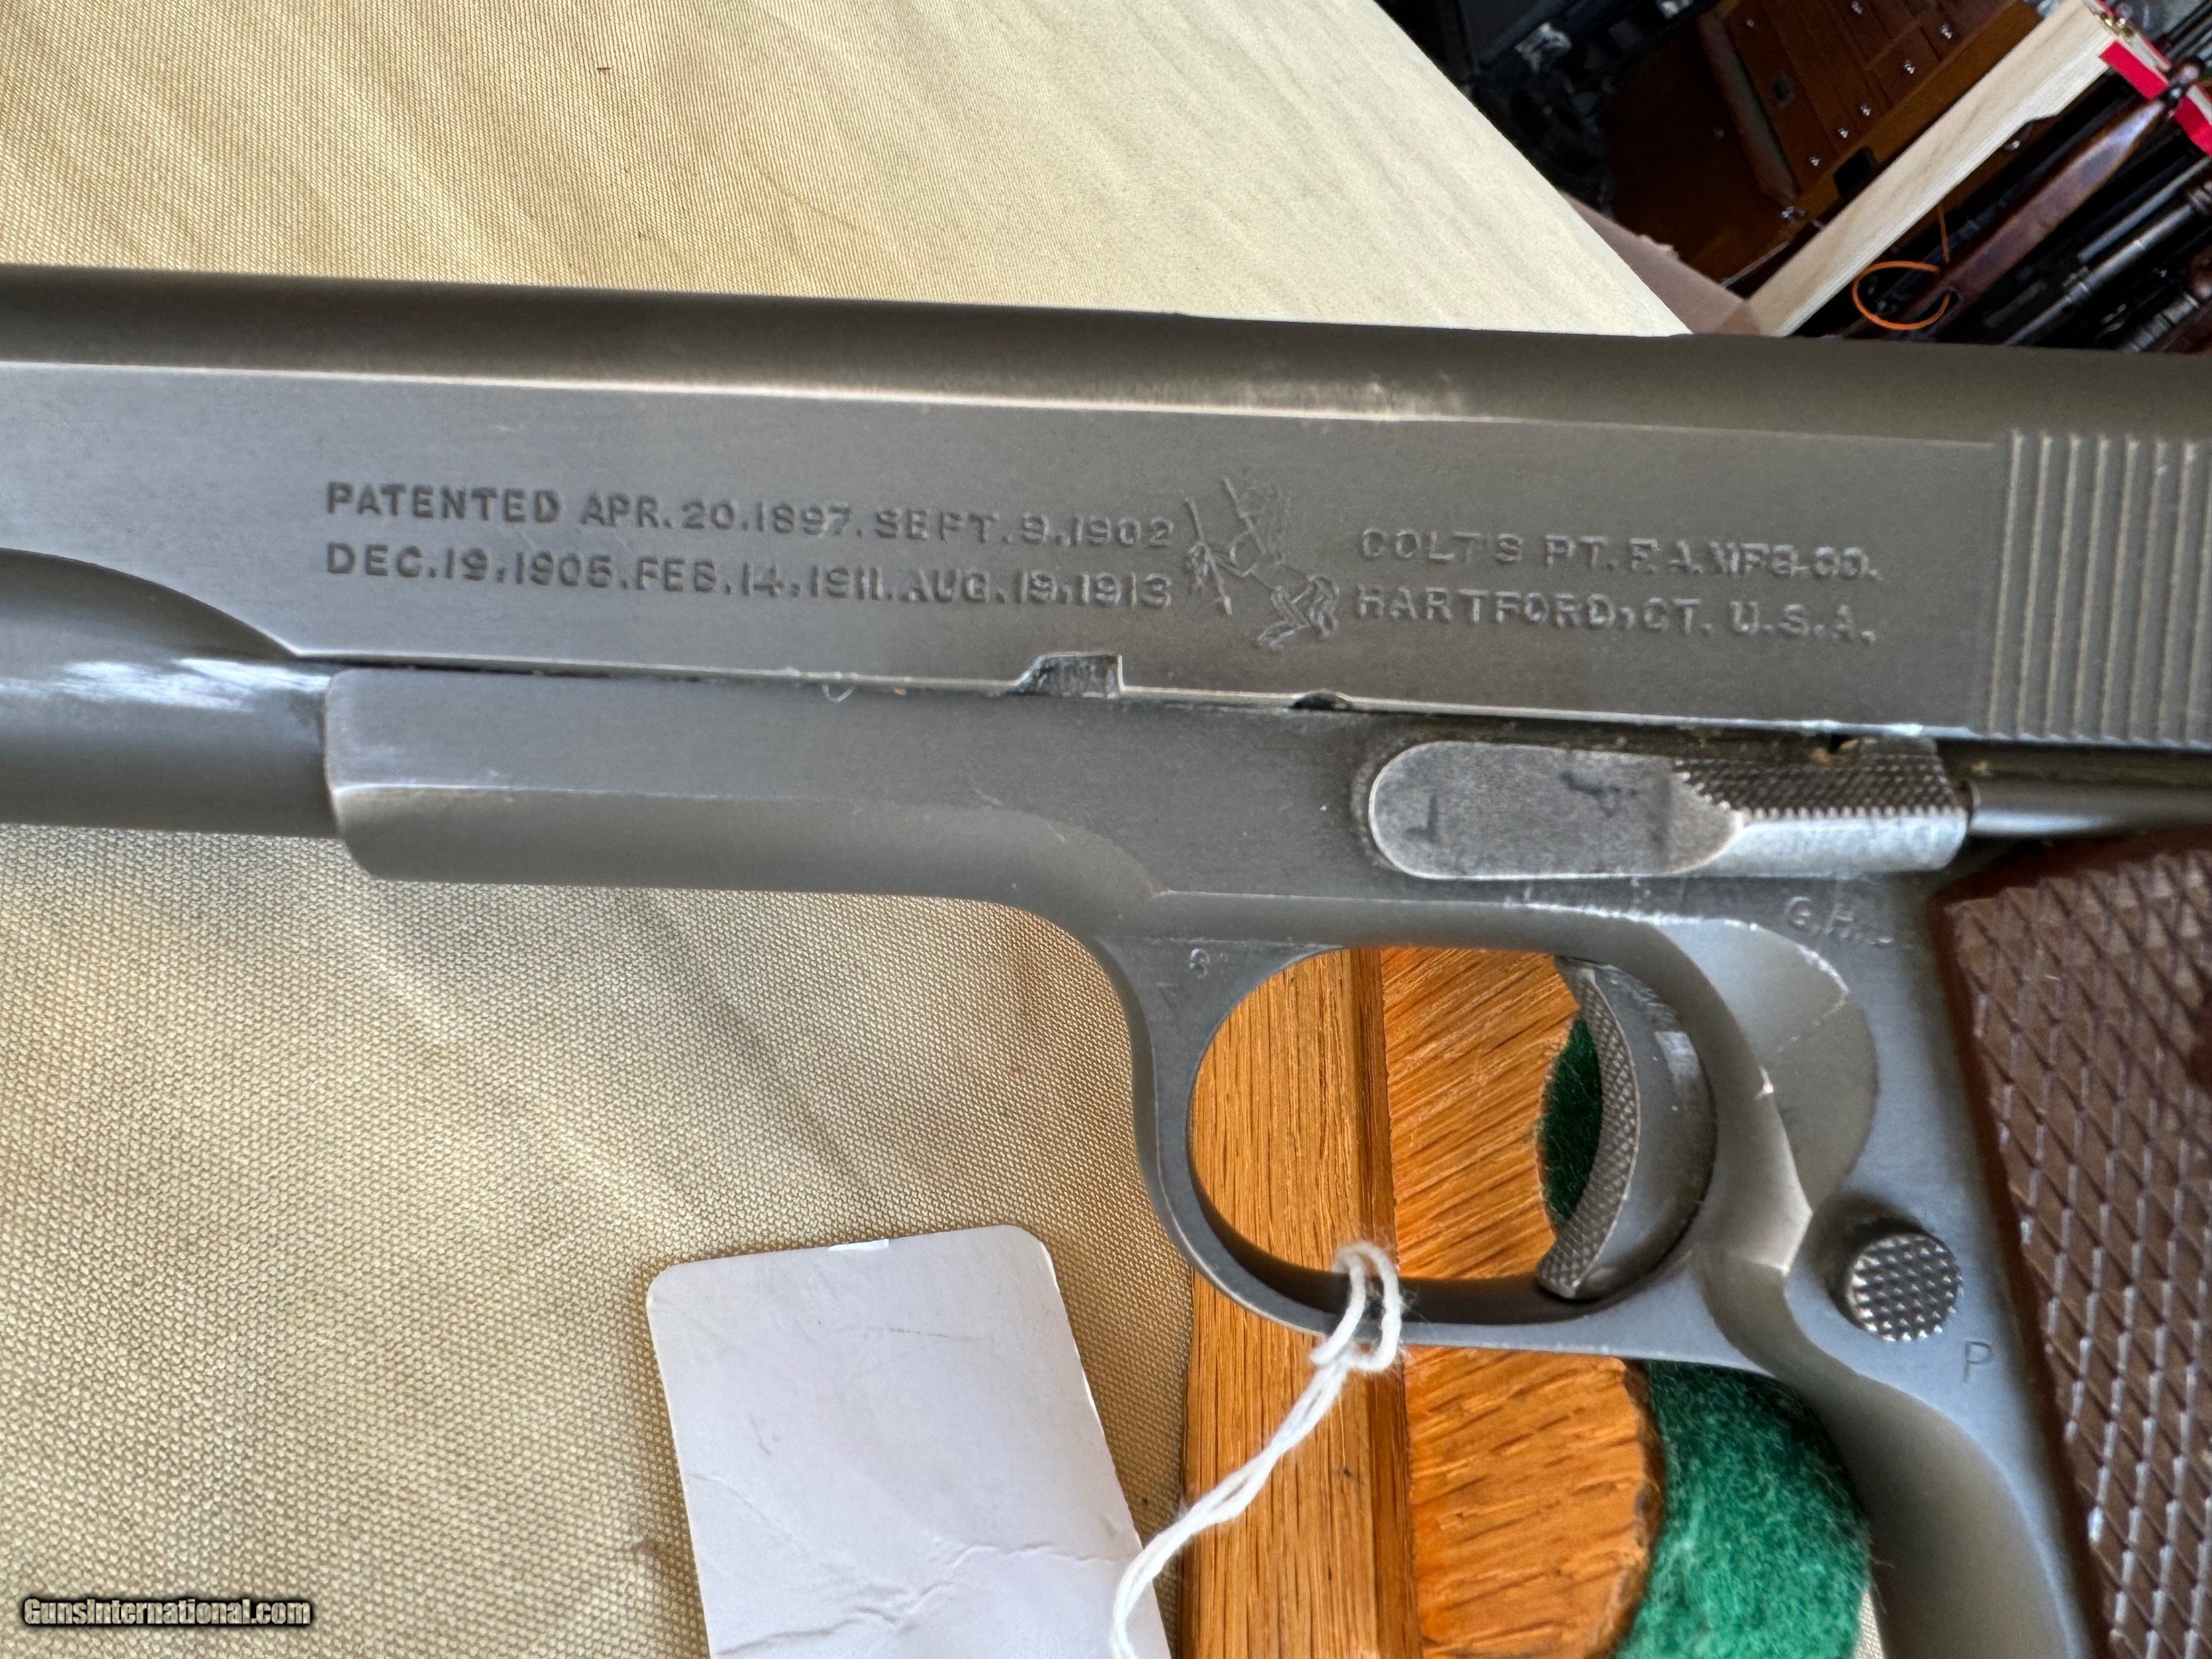 PATENTED APR.20.1897.SEPT.9.1902
DEC.19,1905.FEB.14,1911.AUG.19,1913
COLT'S PT.F.A.MFG.CO.
HARTFORD,CT. U.S.A.
G.H.D.
P
GunsInternational.com